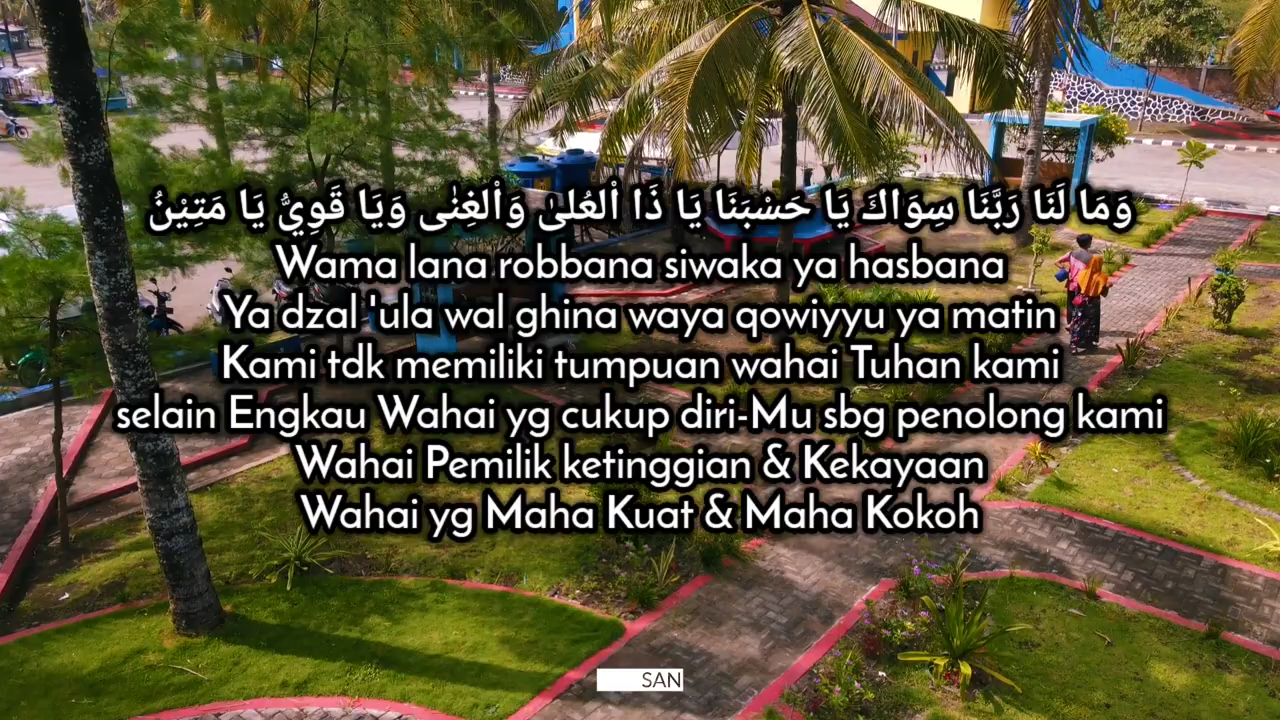 وَمَا لَنَا رَبَّنَا سِوَاكَ يَا حَسْبَنَا يَا ذَا الْعُلىٰ وَالْغِنٰى وَيَا قَوِيُّ يَا مَتِيْنُ
Wama lana robbana siwaka ya hasbana
Ya dzal 'ula wal ghina waya qowiyyu ya matin
Kami tdk memiliki tumpuan wahai Tuhan kami
selain Engkau Wahai yg cukup diri-Mu sbg penolong kami
Wahai Pemilik ketinggian & Kekayaan
Wahai yg Maha Kuat & Maha Kokoh
SAN